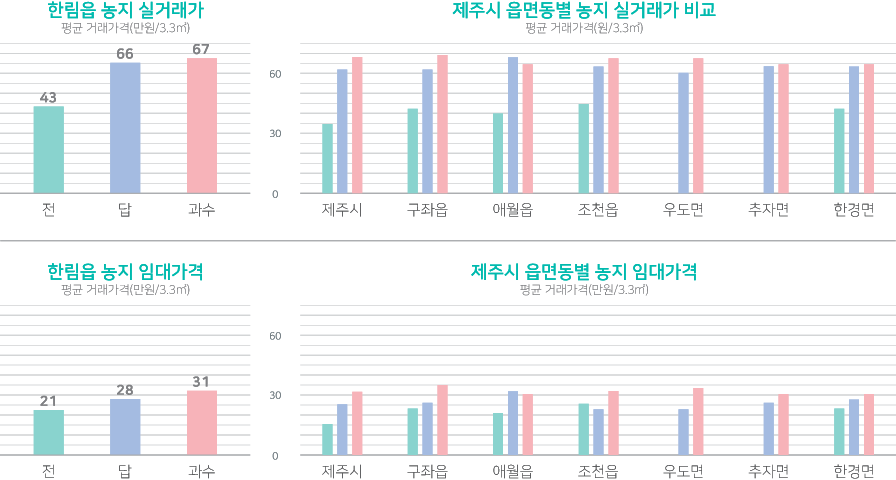 한림읍 농지 실거래가
평균 거래가격(만원/3.3㎡)
43
66
67
전 답 과수
제주시 읍면동별 농지 실거래가 비교
평균 거래가격(원/3.3㎡)
60
30
0
제주시 구좌읍 애월읍 조천읍 우도면 추자면 한경면
한림읍 농지 임대가격
평균 거래가격(만원/3.3㎡)
21
28
31
전 답 과수
제주시 읍면동별 농지 임대가격
평균 거래가격(만원/3.3㎡)
60
30
0
제주시 구좌읍 애월읍 조천읍 우도면 추자면 한경면